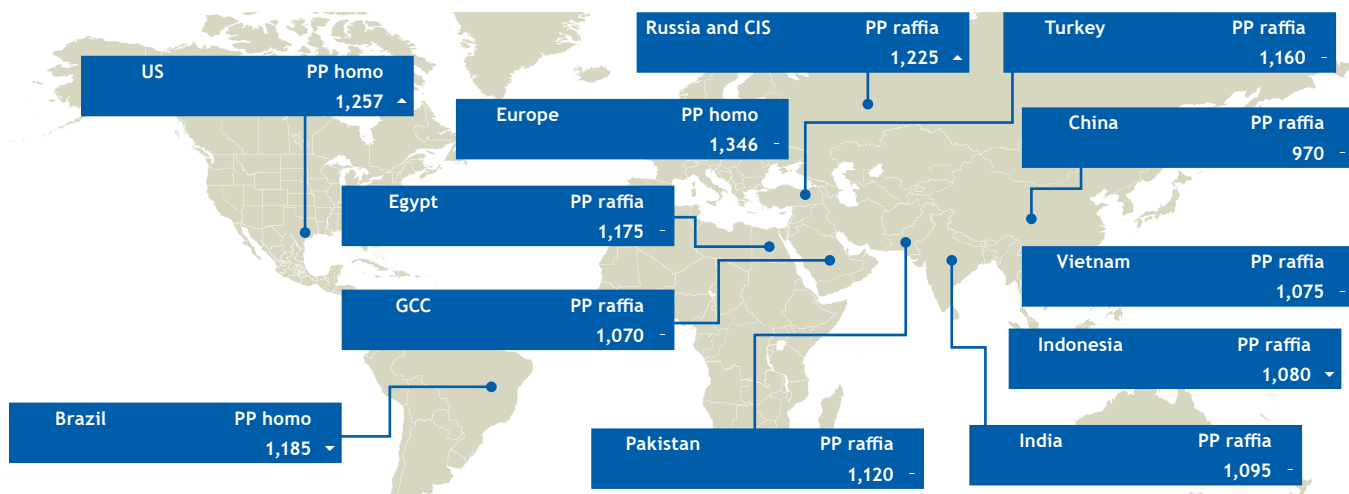 Russia and CIS PP raffia
1,225 ▲
Turkey PP raffia
1,160 –
US PP homo
1,257 ▲
Europe PP homo
1,346 –
China PP raffia
970 –
Egypt PP raffia
1,175 –
Vietnam PP raffia
1,075 –
GCC PP raffia
1,070 –
Indonesia PP raffia
1,080 ▼
Brazil PP homo
1,185 ▼
Pakistan PP raffia
1,120 –
India PP raffia
1,095 –